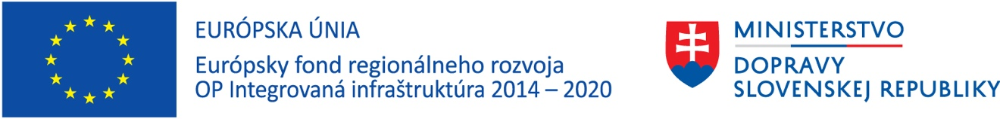 EURÓPSKA ÚNIA
Európsky fond regionálneho rozvoja
OP Integrovaná infraštruktúra 2014 – 2020
MINISTERSTVO
DOPRAVY
SLOVENSKEJ REPUBLIKY